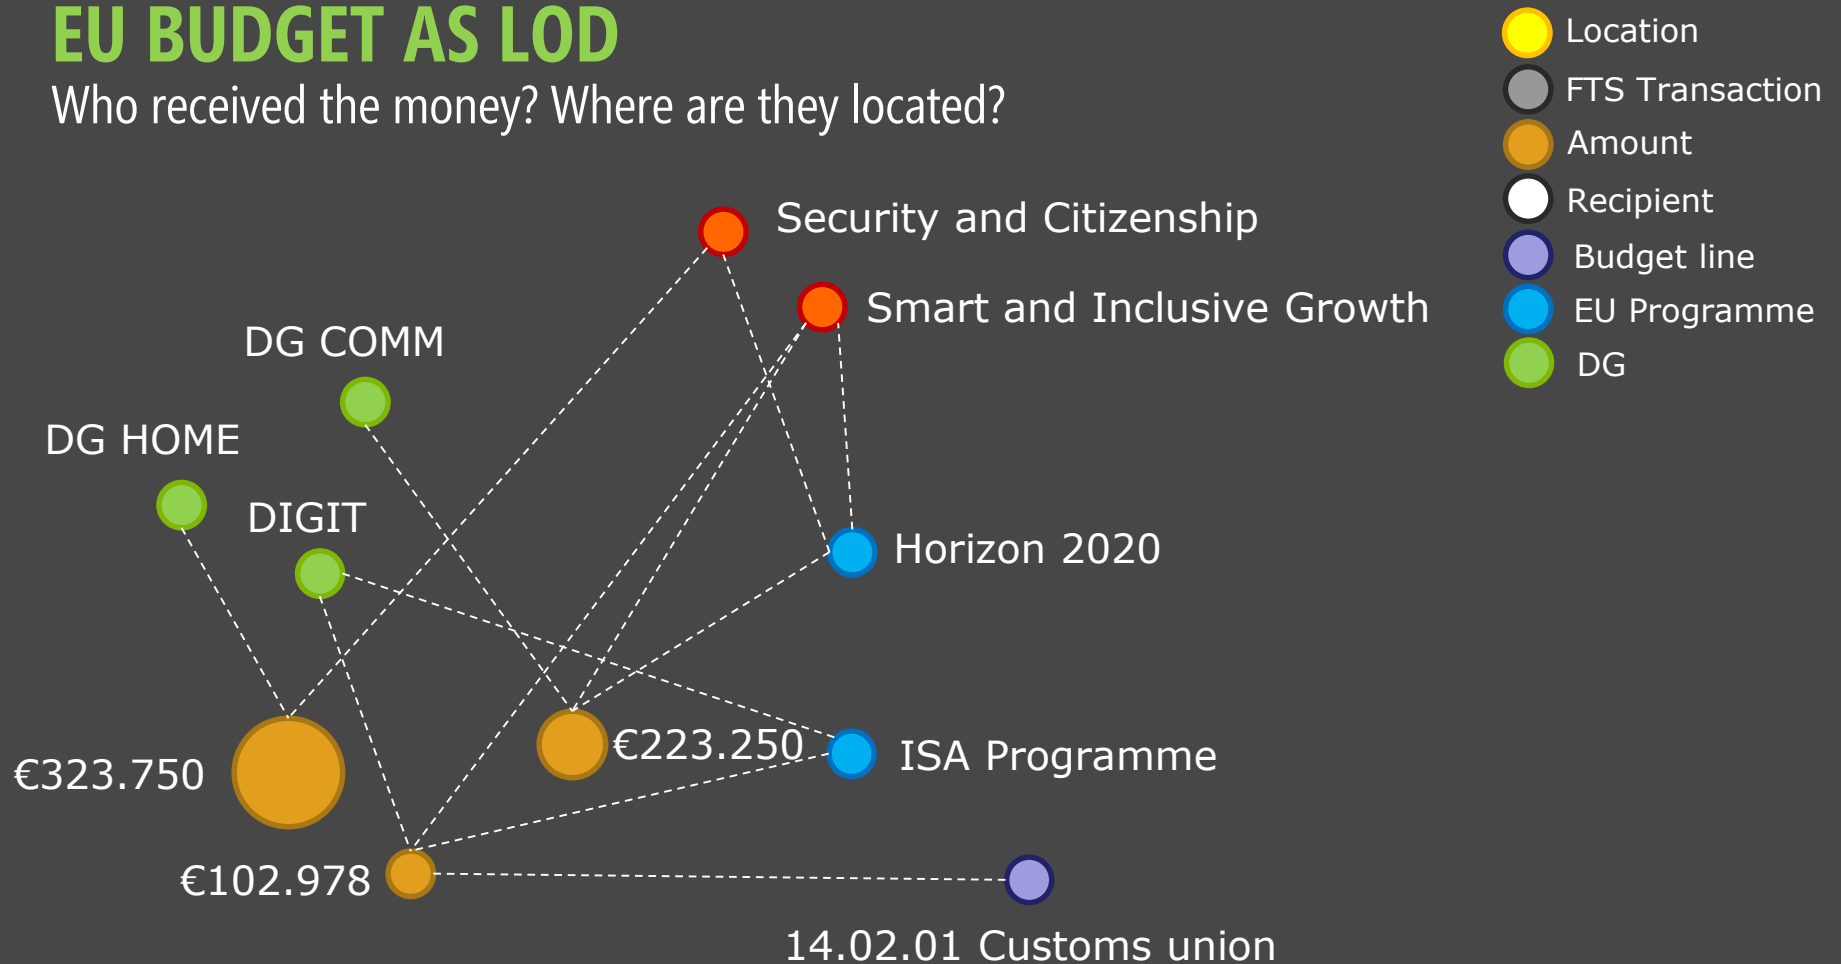 EU BUDGET AS LOD
Who received the money? Where are they located?
Location
FTS Transaction
Amount
Recipient
Budget line
EU Programme
DG
Security and Citizenship
Smart and Inclusive Growth
DG COMM
DG HOME
DIGIT
Horizon 2020
€223.250
ISA Programme
€323.750
€102.978
14.02.01 Customs union